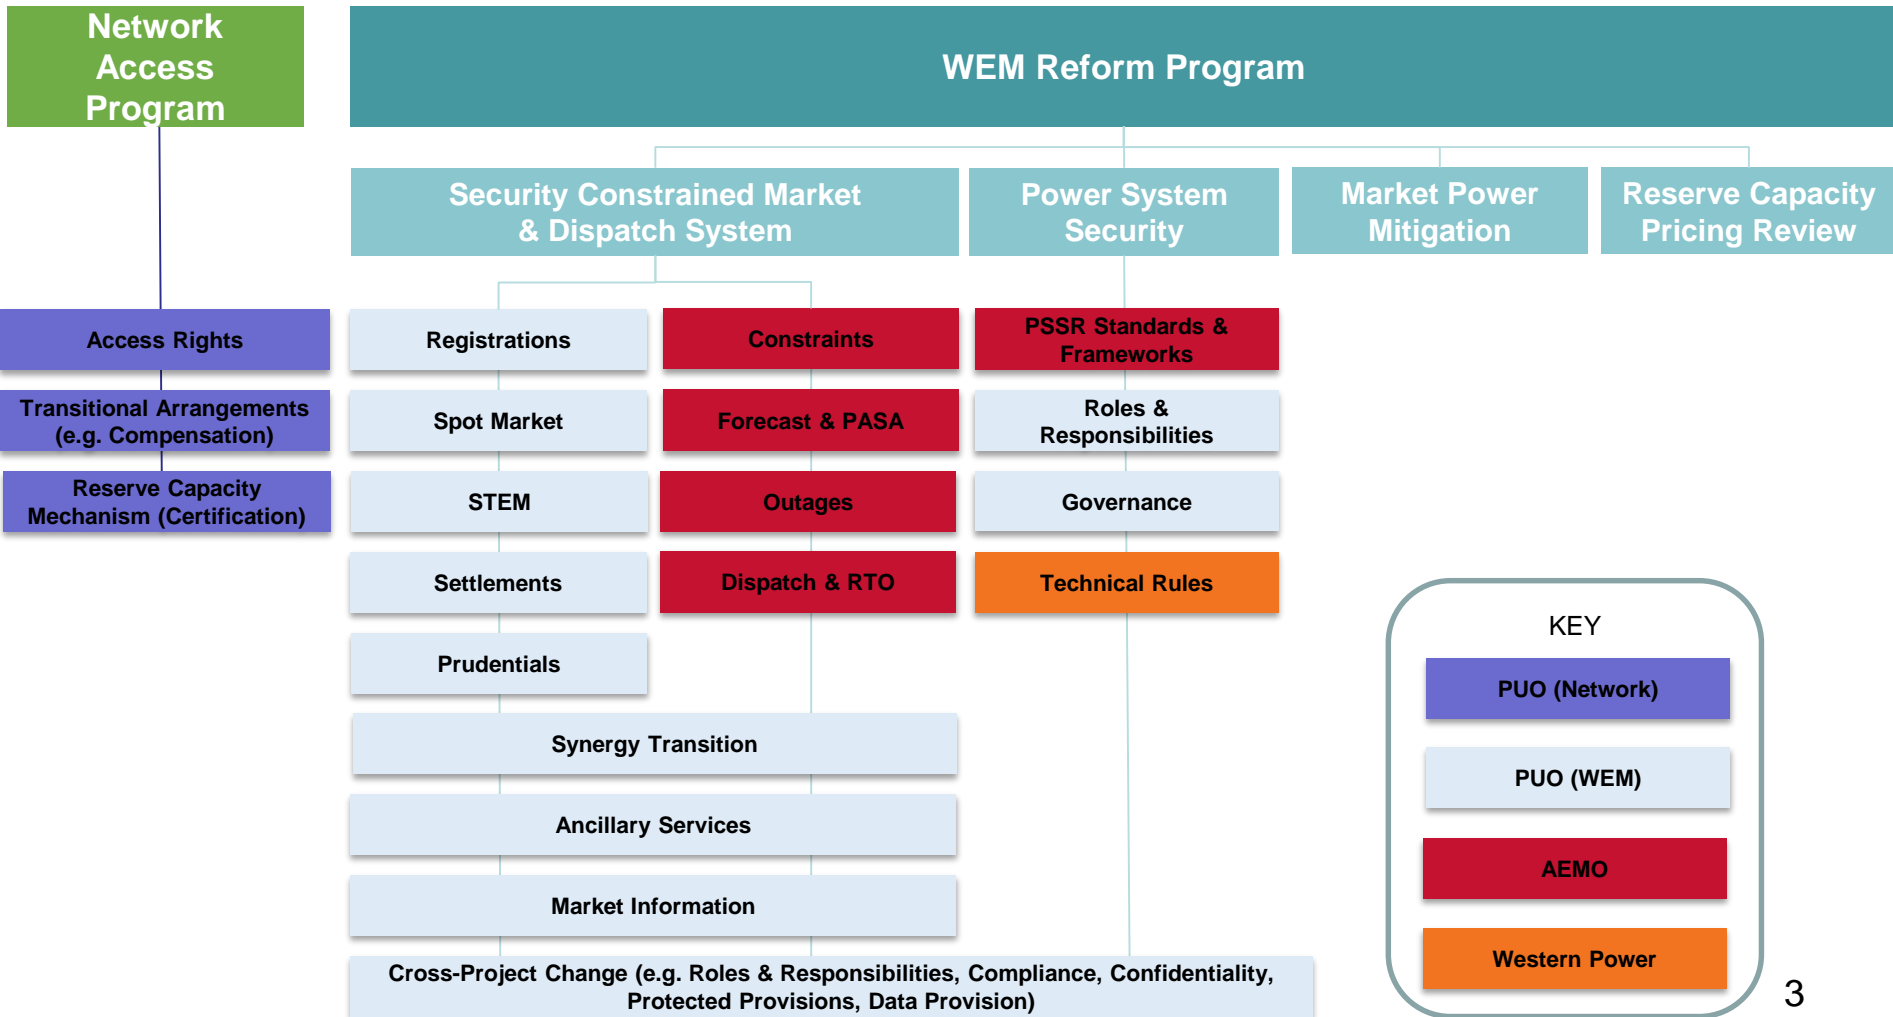 Network
Access
Program
WEM Reform Program
Security Constrained Market
& Dispatch System
Power System
Security
Market Power
Mitigation
Reserve Capacity
Pricing Review
Access Rights
Transitional Arrangements
(e.g. Compensation)
Reserve Capacity
Mechanism (Certification)
Registrations
Spot Market
STEM
Settlements
Prudentials
Constraints
Forecast & PASA
Outages
Dispatch & RTO
PSSR Standards &
Frameworks
Roles &
Responsibilities
Governance
Technical Rules
Synergy Transition
Ancillary Services
Market Information
Cross-Project Change (e.g. Roles & Responsibilities, Compliance, Confidentiality,
Protected Provisions, Data Provision)
KEY
PUO (Network)
PUO (WEM)
AEMO
Western Power
3